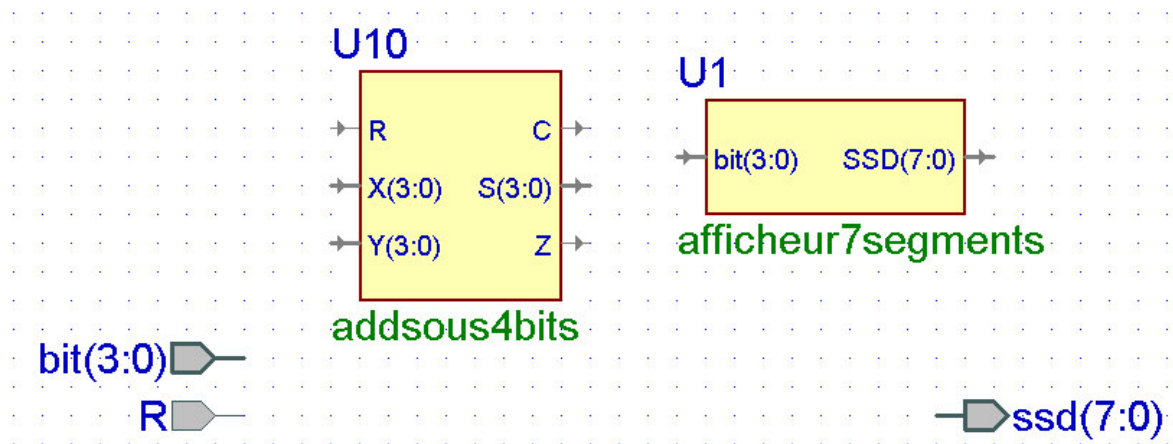 U10
R C
X(3:0) S(3:0)
Y(3:0) Z
addsous4bits
U1
bit(3:0) SSD(7:0)
afficheur7segments
bit(3:0)
R
ssd(7:0)